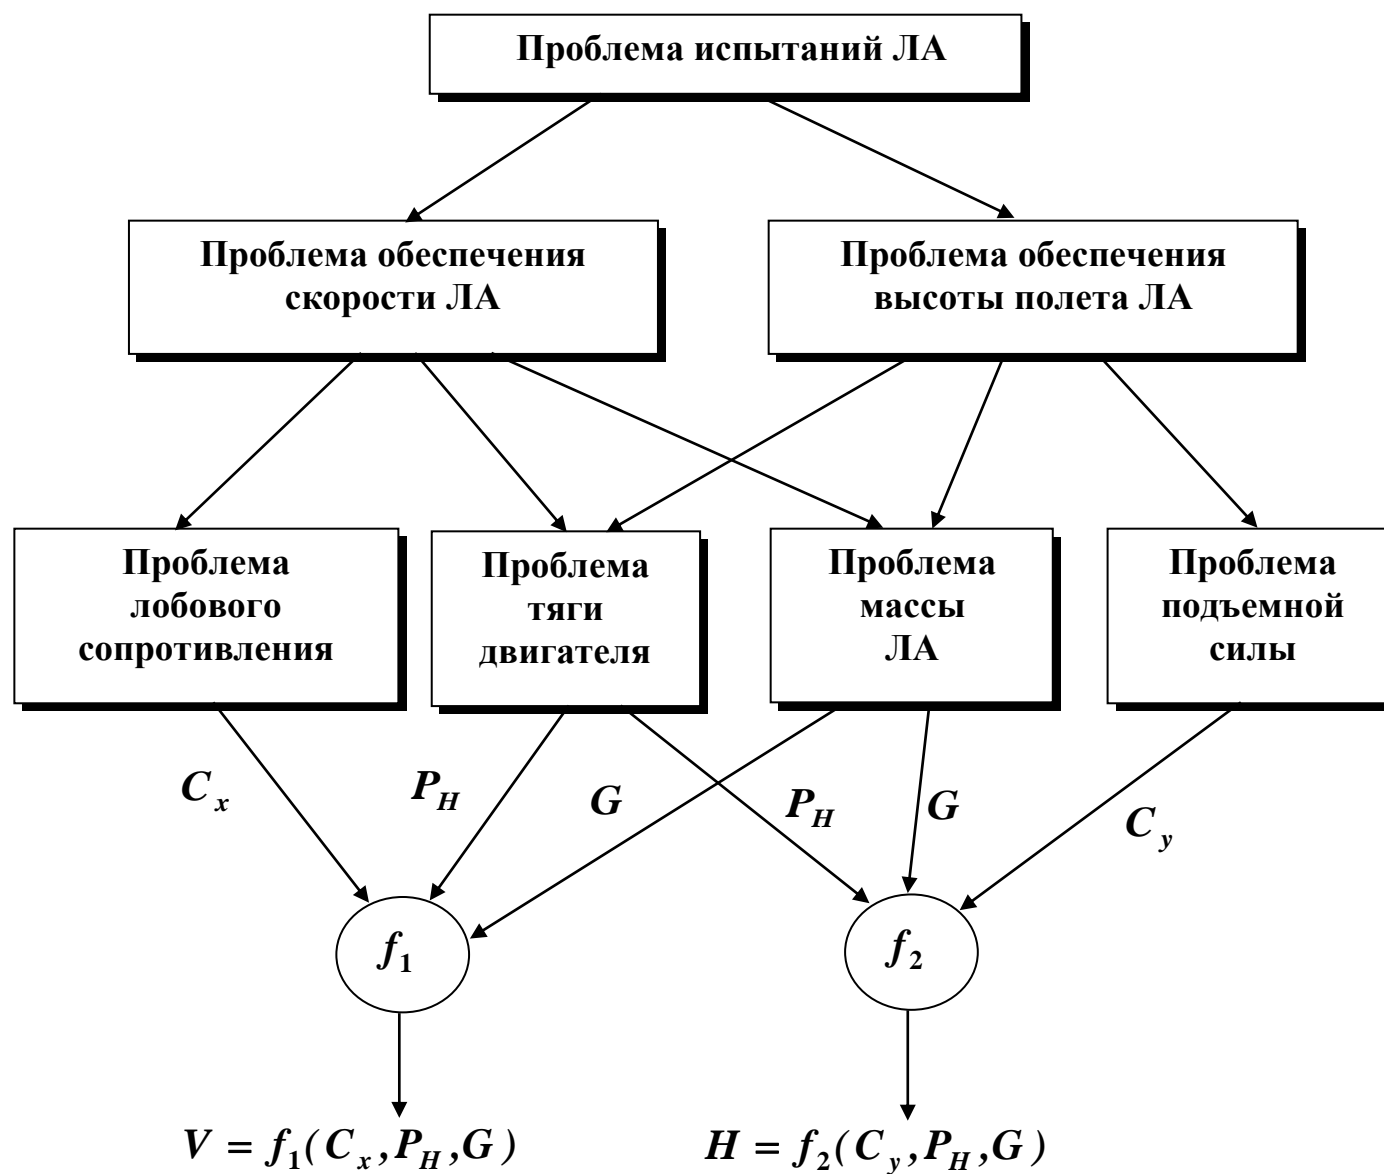 Проблема испытаний ЛА
Проблема обеспечения
скорости ЛА
Проблема обеспечения
высоты полета ЛА
Проблема
лобового
сопротивления
Проблема
тяги
двигателя
Проблема
массы
ЛА
Проблема
подъемной
силы
C_x
P_H
G
P_H
G
C_y
f_1
f_2
V = f_1(C_x,P_H,G)
H = f_2(C_y,P_H,G)